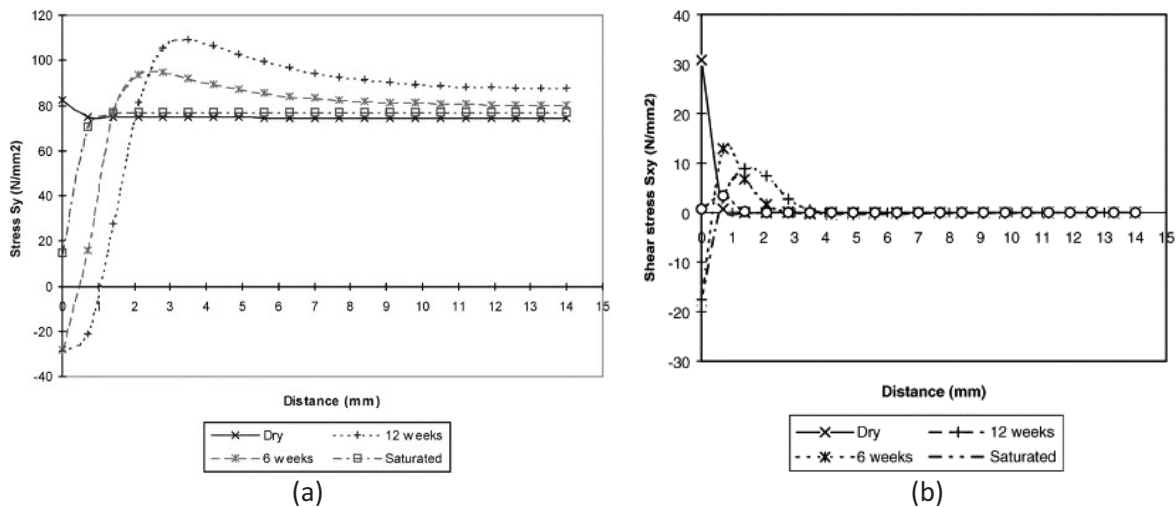 120
100
80
60
40
20
0
-20
-40
Stress Sy (N/mm2)
0 1 2 3 4 5 6 7 8 9 10 11 12 13 14 15
Distance (mm)
Dry
12 weeks
6 weeks
Saturated
(a)
40
30
20
10
0
-10
-20
-30
Shear stress Sxy (N/mm2)
0 1 2 3 4 5 6 7 8 9 10 11 12 13 14 15
Distance (mm)
Dry
12 weeks
6 weeks
Saturated
(b)